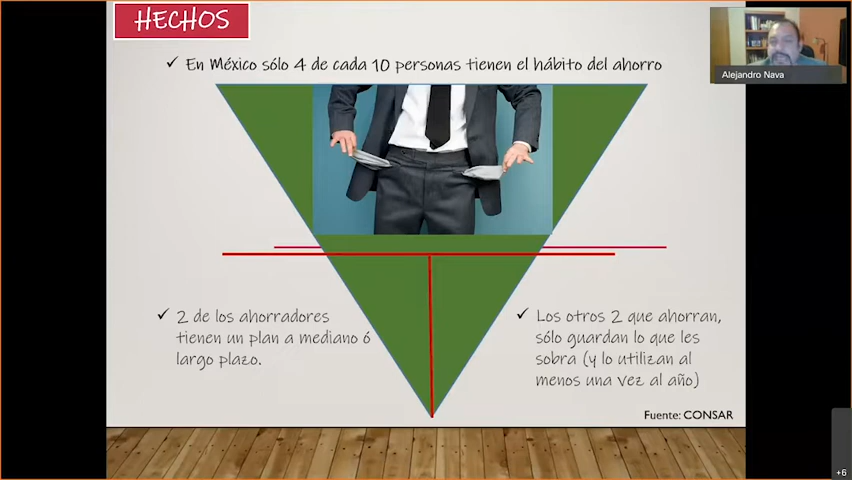 HECHOS
✓ En México sólo 4 de cada 10 personas tienen el hábito del ahorro
Alejandro Nava
✓ 2 de los ahorradores
tienen un plan a mediano ó
largo plazo.
✓ Los otros 2 que ahorran,
sólo guardan lo que les
sobra (y lo utilizan al
menos una vez al año)
Fuente: CONSAR
+6